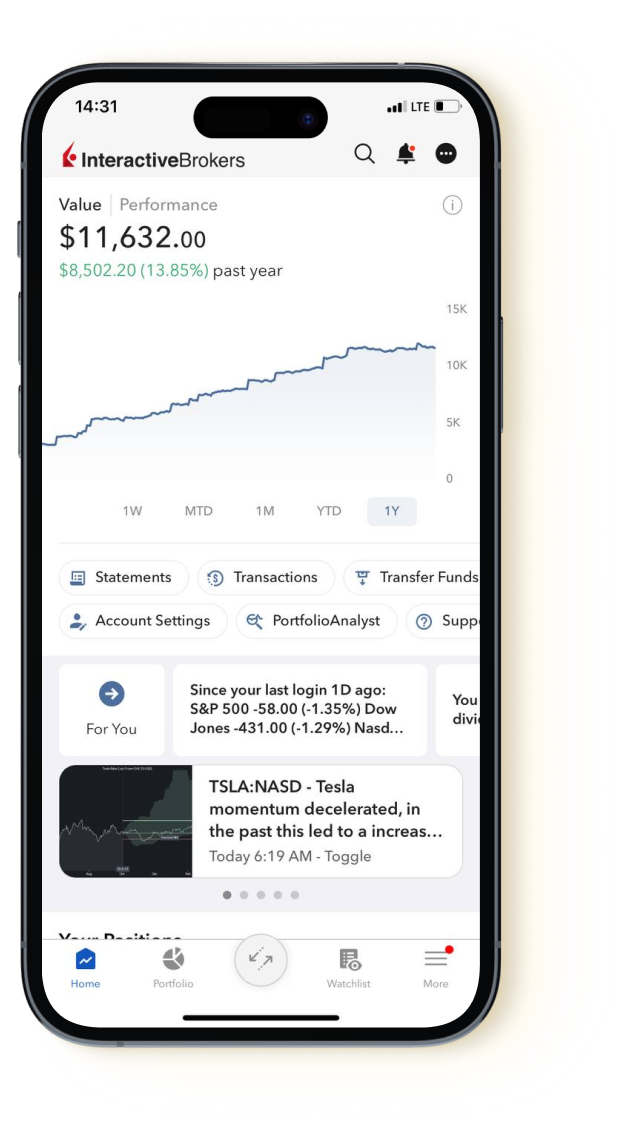 14:31
LTE
InteractiveBrokers
Value | Performance
$11,632.00
$8,502.20 (13.85%) past year
15K
10K
5K
0
1W MTD 1M YTD 1Y
Statements Transactions Transfer Funds
Account Settings PortfolioAnalyst Supp
For You
Since your last login 1D ago:
S&P 500 -58.00 (-1.35%) Dow
Jones -431.00 (-1.29%) Nasd...
You
divi
TSLA:NASD - Tesla
momentum decelerated, in
the past this led to a increas...
Today 6:19 AM - Toggle
Your Positions
Home Portfolio Watchlist More